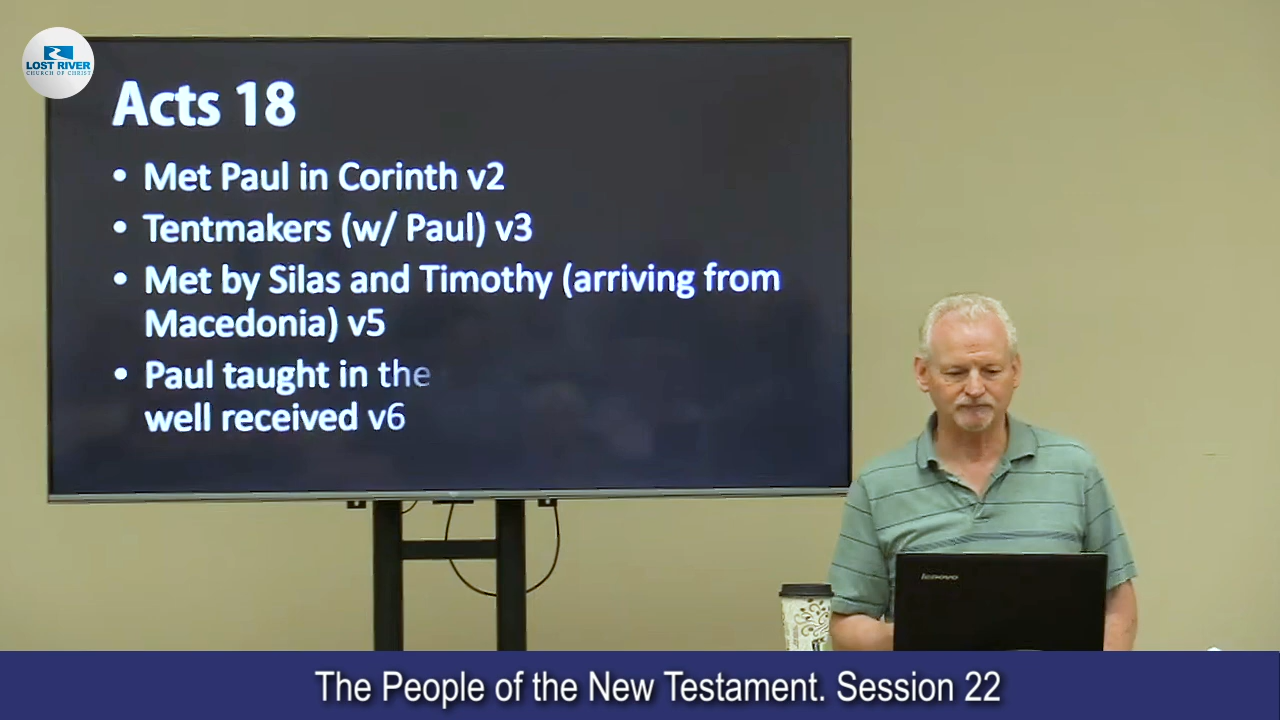 LOST RIVER
CHURCH OF CHRIST
Acts 18
• Met Paul in Corinth v2
• Tentmakers (w/ Paul) v3
• Met by Silas and Timothy (arriving from
Macedonia) v5
• Paul taught in the
well received v6
lenovo
The People of the New Testament. Session 22